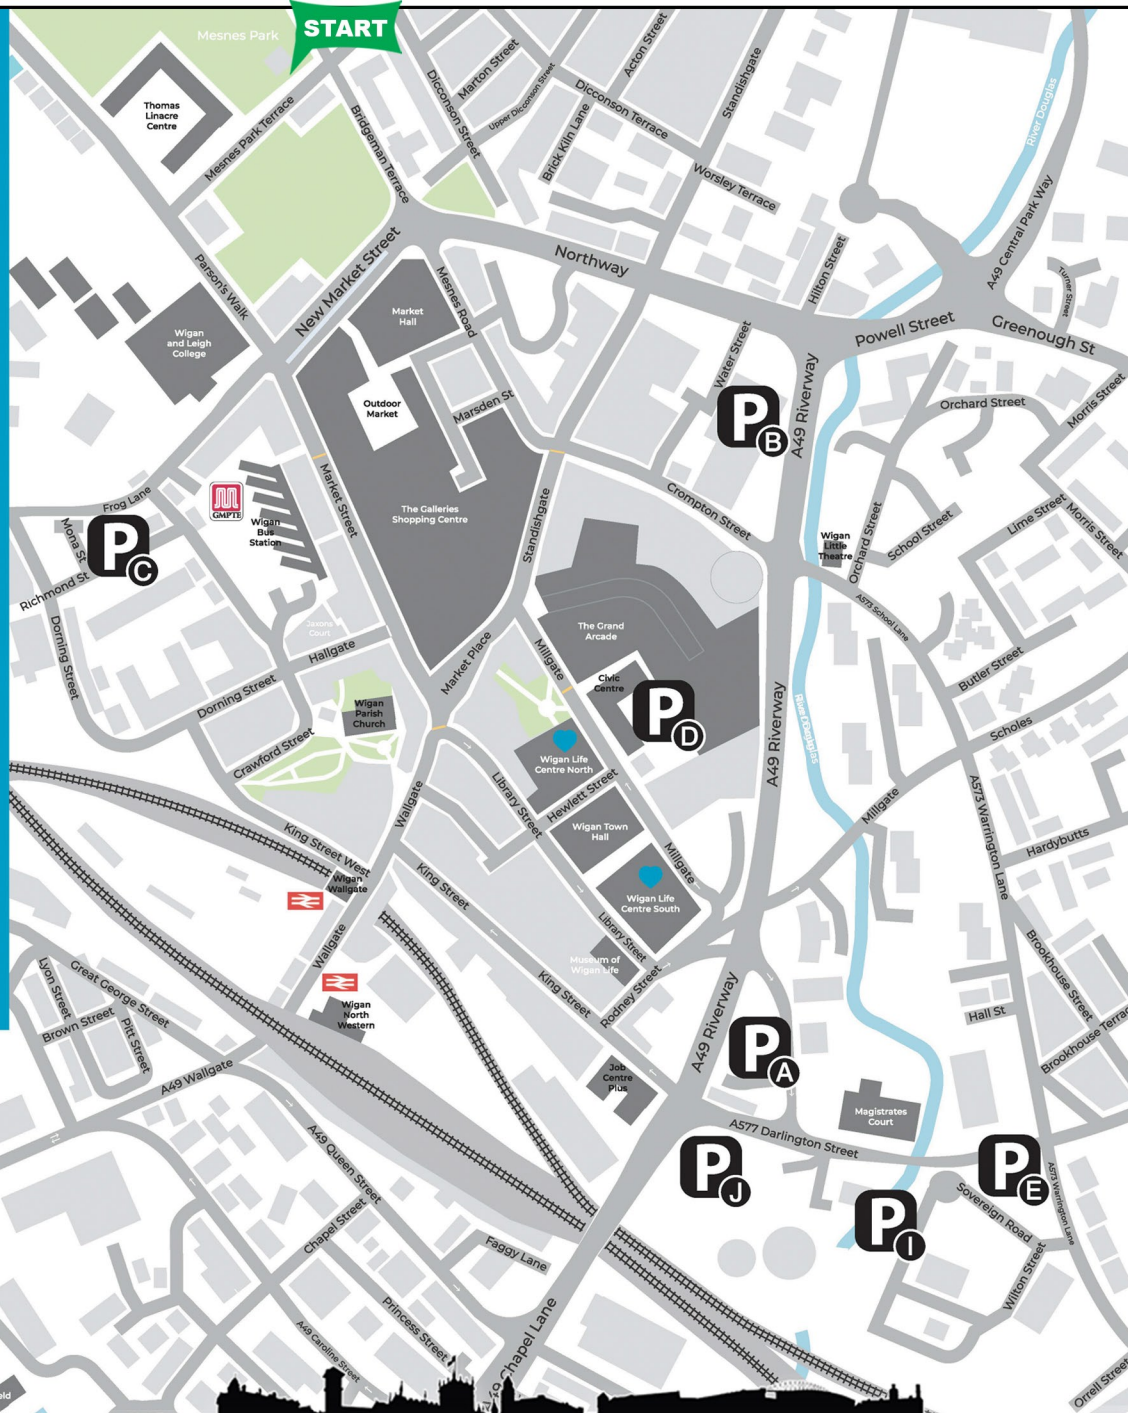 START
Mesnes Park
Thomas
Linacre
Centre
Mesnes Park Terrace
Bridgeman Terrace
Dicconson Street
Marton Street
Upper Dicconson Street
Acton Street
Dicconson Terrace
Brick Kiln Lane
Standishgate
Worsley Terrace
River Douglas
A49 Central Park Way
Turner Street
Hilton Street
Northway
Parson's Walk
New Market Street
Mesnes Road
Market
Hall
Wigan
and Leigh
College
Powell Street
Greenough St
Water Street
A49 Riverway
Outdoor
Market
Marsden St
P
B
Orchard Street
Morris Street
Frog Lane
GMPTE
Wigan
Bus
Station
Market Street
The Galleries
Shopping Centre
Standishgate
Crompton Street
Orchard Street
School Street
Lime Street
Morris Street
Mona St
P
C
Richmond St
Wigan
Little
Theatre
A573 School Lane
Dorning Street
Jaxons
Court
Hallgate
Market Place
Millgate
The Grand
Arcade
Civic
Centre
P
D
Butler Street
Scholes
Dorning Street
Wigan
Parish
Church
Crawford Street
A49 Riverway
River Douglas
Wigan Life
Centre North
Library Street
Hewlett Street
Wallgate
Wigan Town
Hall
Millgate
Millgate
A573 Warrington Lane
Hardybutts
King Street West
Wigan
Wallgate
King Street
Wigan Life
Centre South
Library Street
Wallgate
Museum of
Wigan Life
Brookhouse Street
Lyon Street
Great George Street
Brown Street
Pitt Street
Wigan
North
Western
King Street
Rodney Street
A49 Riverway
Hall St
Brookhouse Terrac
A49 Wallgate
Job
Centre
Plus
P
A
Magistrates
Court
A577 Darlington Street
A49 Queen Street
P
J
P
E
A573 Warrington Lane
P
I
Sovereign Road
Wilton Street
Chapel Street
Faggy Lane
Princess Street
A49 Caroline Street
A49 Chapel Lane
Orrell Street
eld